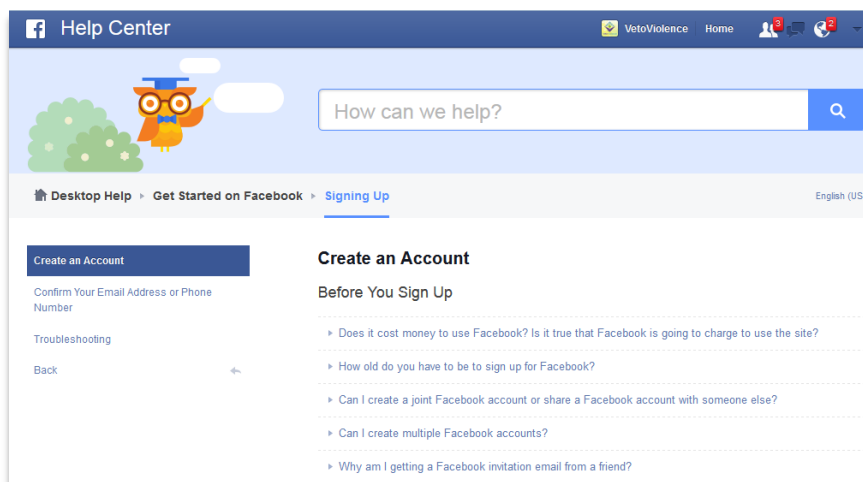 f Help Center
VetoViolence Home 3 2
How can we help?
Desktop Help Get Started on Facebook Signing Up
English (US
Create an Account
Confirm Your Email Address or Phone
Number
Troubleshooting
Back
Create an Account
Before You Sign Up
Does it cost money to use Facebook? Is it true that Facebook is going to charge to use the site?
How old do you have to be to sign up for Facebook?
Can I create a joint Facebook account or share a Facebook account with someone else?
Can I create multiple Facebook accounts?
Why am I getting a Facebook invitation email from a friend?